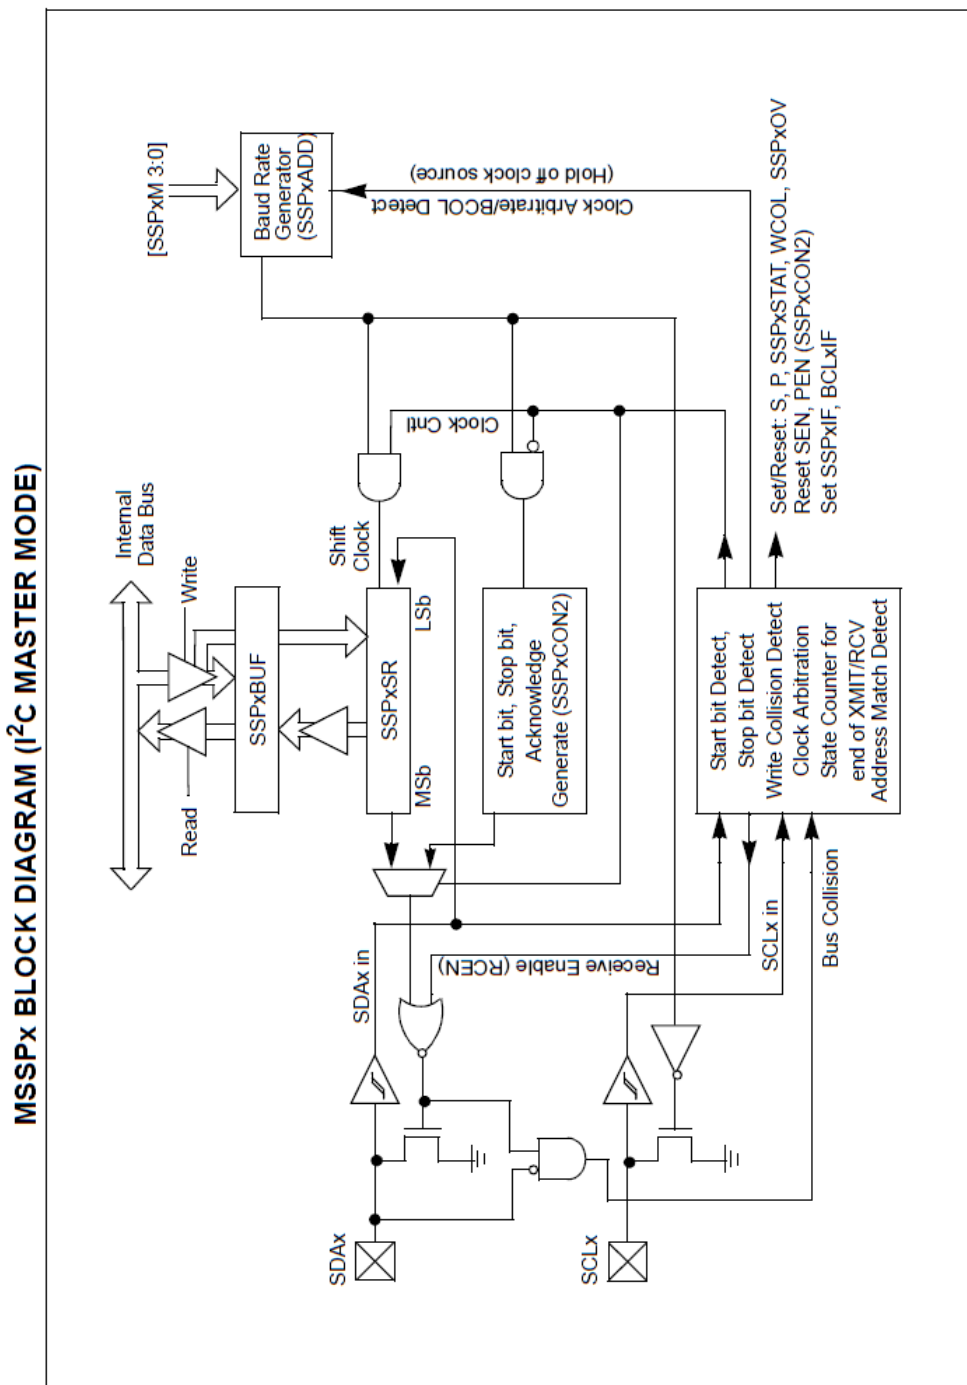 MSSPx BLOCK DIAGRAM (I²C MASTER MODE)
Internal
Data Bus
[SSPxM 3:0]
Read
Write
SSPxBUF
Baud Rate
Generator
(SSPxADD)
Shift
Clock
SDAx in
SDAx
SSPxSR
MSb
LSb
Clock Cntl
Clock Arbitrate/BCOL Detect
(Hold off clock source)
Start bit, Stop bit,
Acknowledge
Generate (SSPxCON2)
Receive Enable (RCEN)
SCLx
SCLx in
Bus Collision
Start bit Detect,
Stop bit Detect
Write Collision Detect
Clock Arbitration
State Counter for
end of XMIT/RCV
Address Match Detect
Set/Reset: S, P, SSPxSTAT, WCOL, SSPxOV
Reset SEN, PEN (SSPxCON2)
Set SSPxIF, BCLxIF